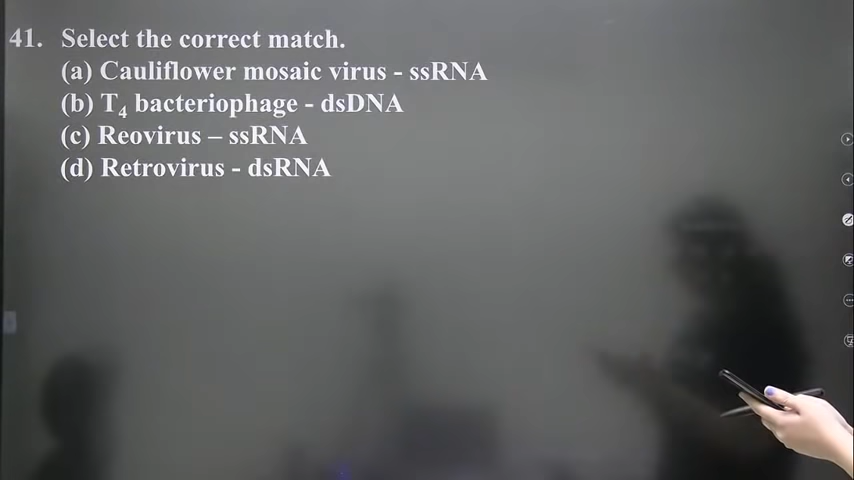 41. Select the correct match.
(a) Cauliflower mosaic virus - ssRNA
(b) T₄ bacteriophage - dsDNA
(c) Reovirus – ssRNA
(d) Retrovirus - dsRNA